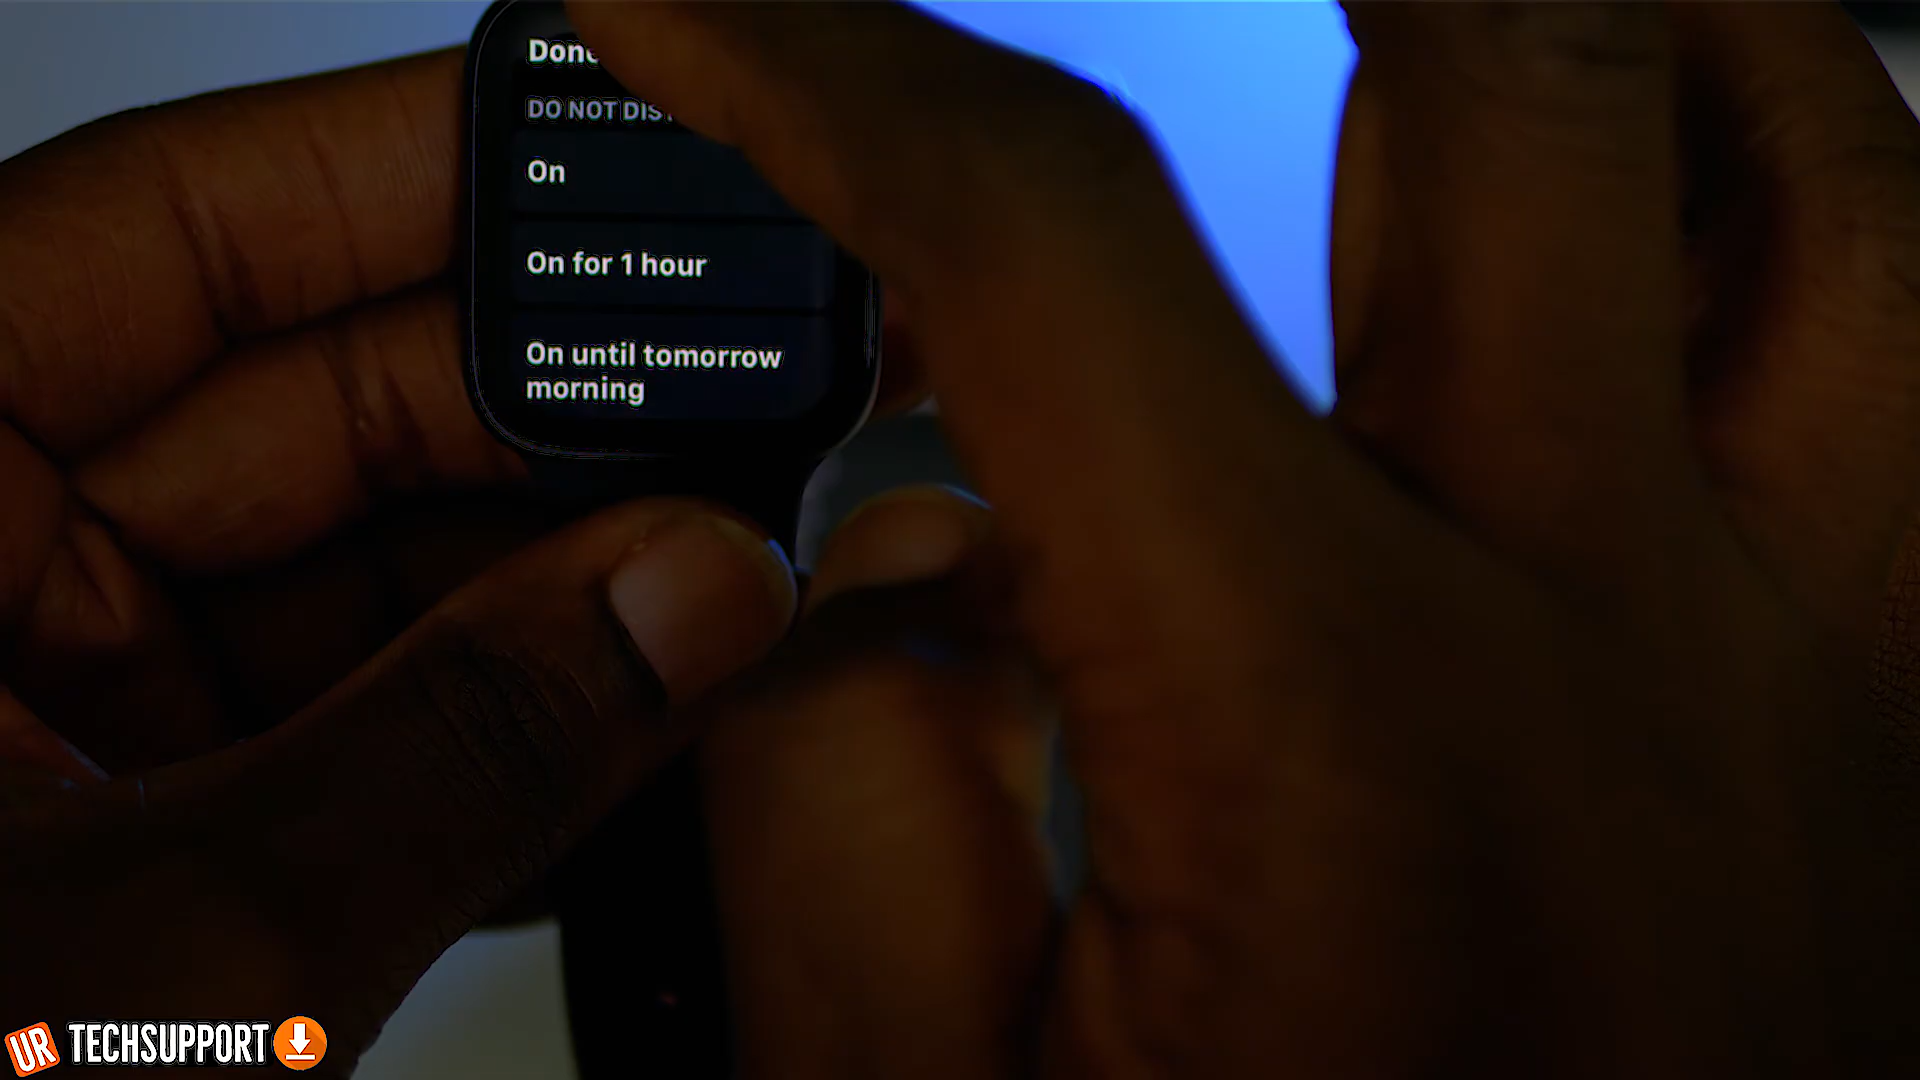 Done
DO NOT DIS
On
On for 1 hour
On until tomorrow
morning
UR TECHSUPPORT